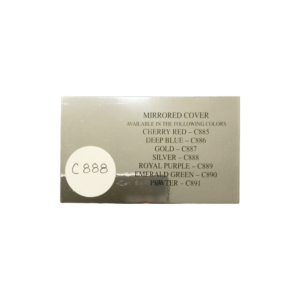 MIRRORED COVER
AVAILABLE IN THE FOLLOWING COLORS:
CHERRY RED ~ C885
DEEP BLUE ~ C886
GOLD ~ C887
SILVER ~ C888
ROYAL PURPLE ~ C889
EMERALD GREEN ~ C890
PEWTER ~ C891
C888